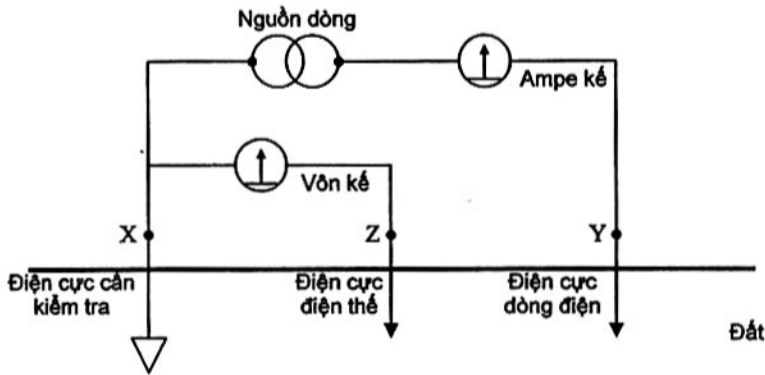 Nguồn dòng
Ampe kế
Vôn kế
X
Z
Y
Điện cực cần
kiểm tra
Điện cực
điện thế
Điện cực
dòng điện
Đất